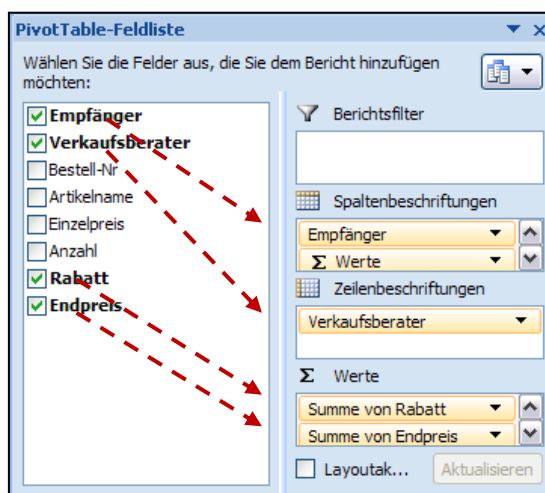 PivotTable-Feldliste
Wählen Sie die Felder aus, die Sie dem Bericht hinzufügen
möchten:
Empfänger
Verkaufsberater
Bestell-Nr
Artikelname
Einzelpreis
Anzahl
Rabatt
Endpreis
Berichtsfilter
Spaltenbeschriftungen
Empfänger
Σ Werte
Zeilenbeschriftungen
Verkaufsberater
Σ Werte
Summe von Rabatt
Summe von Endpreis
Layoutak... Aktualisieren